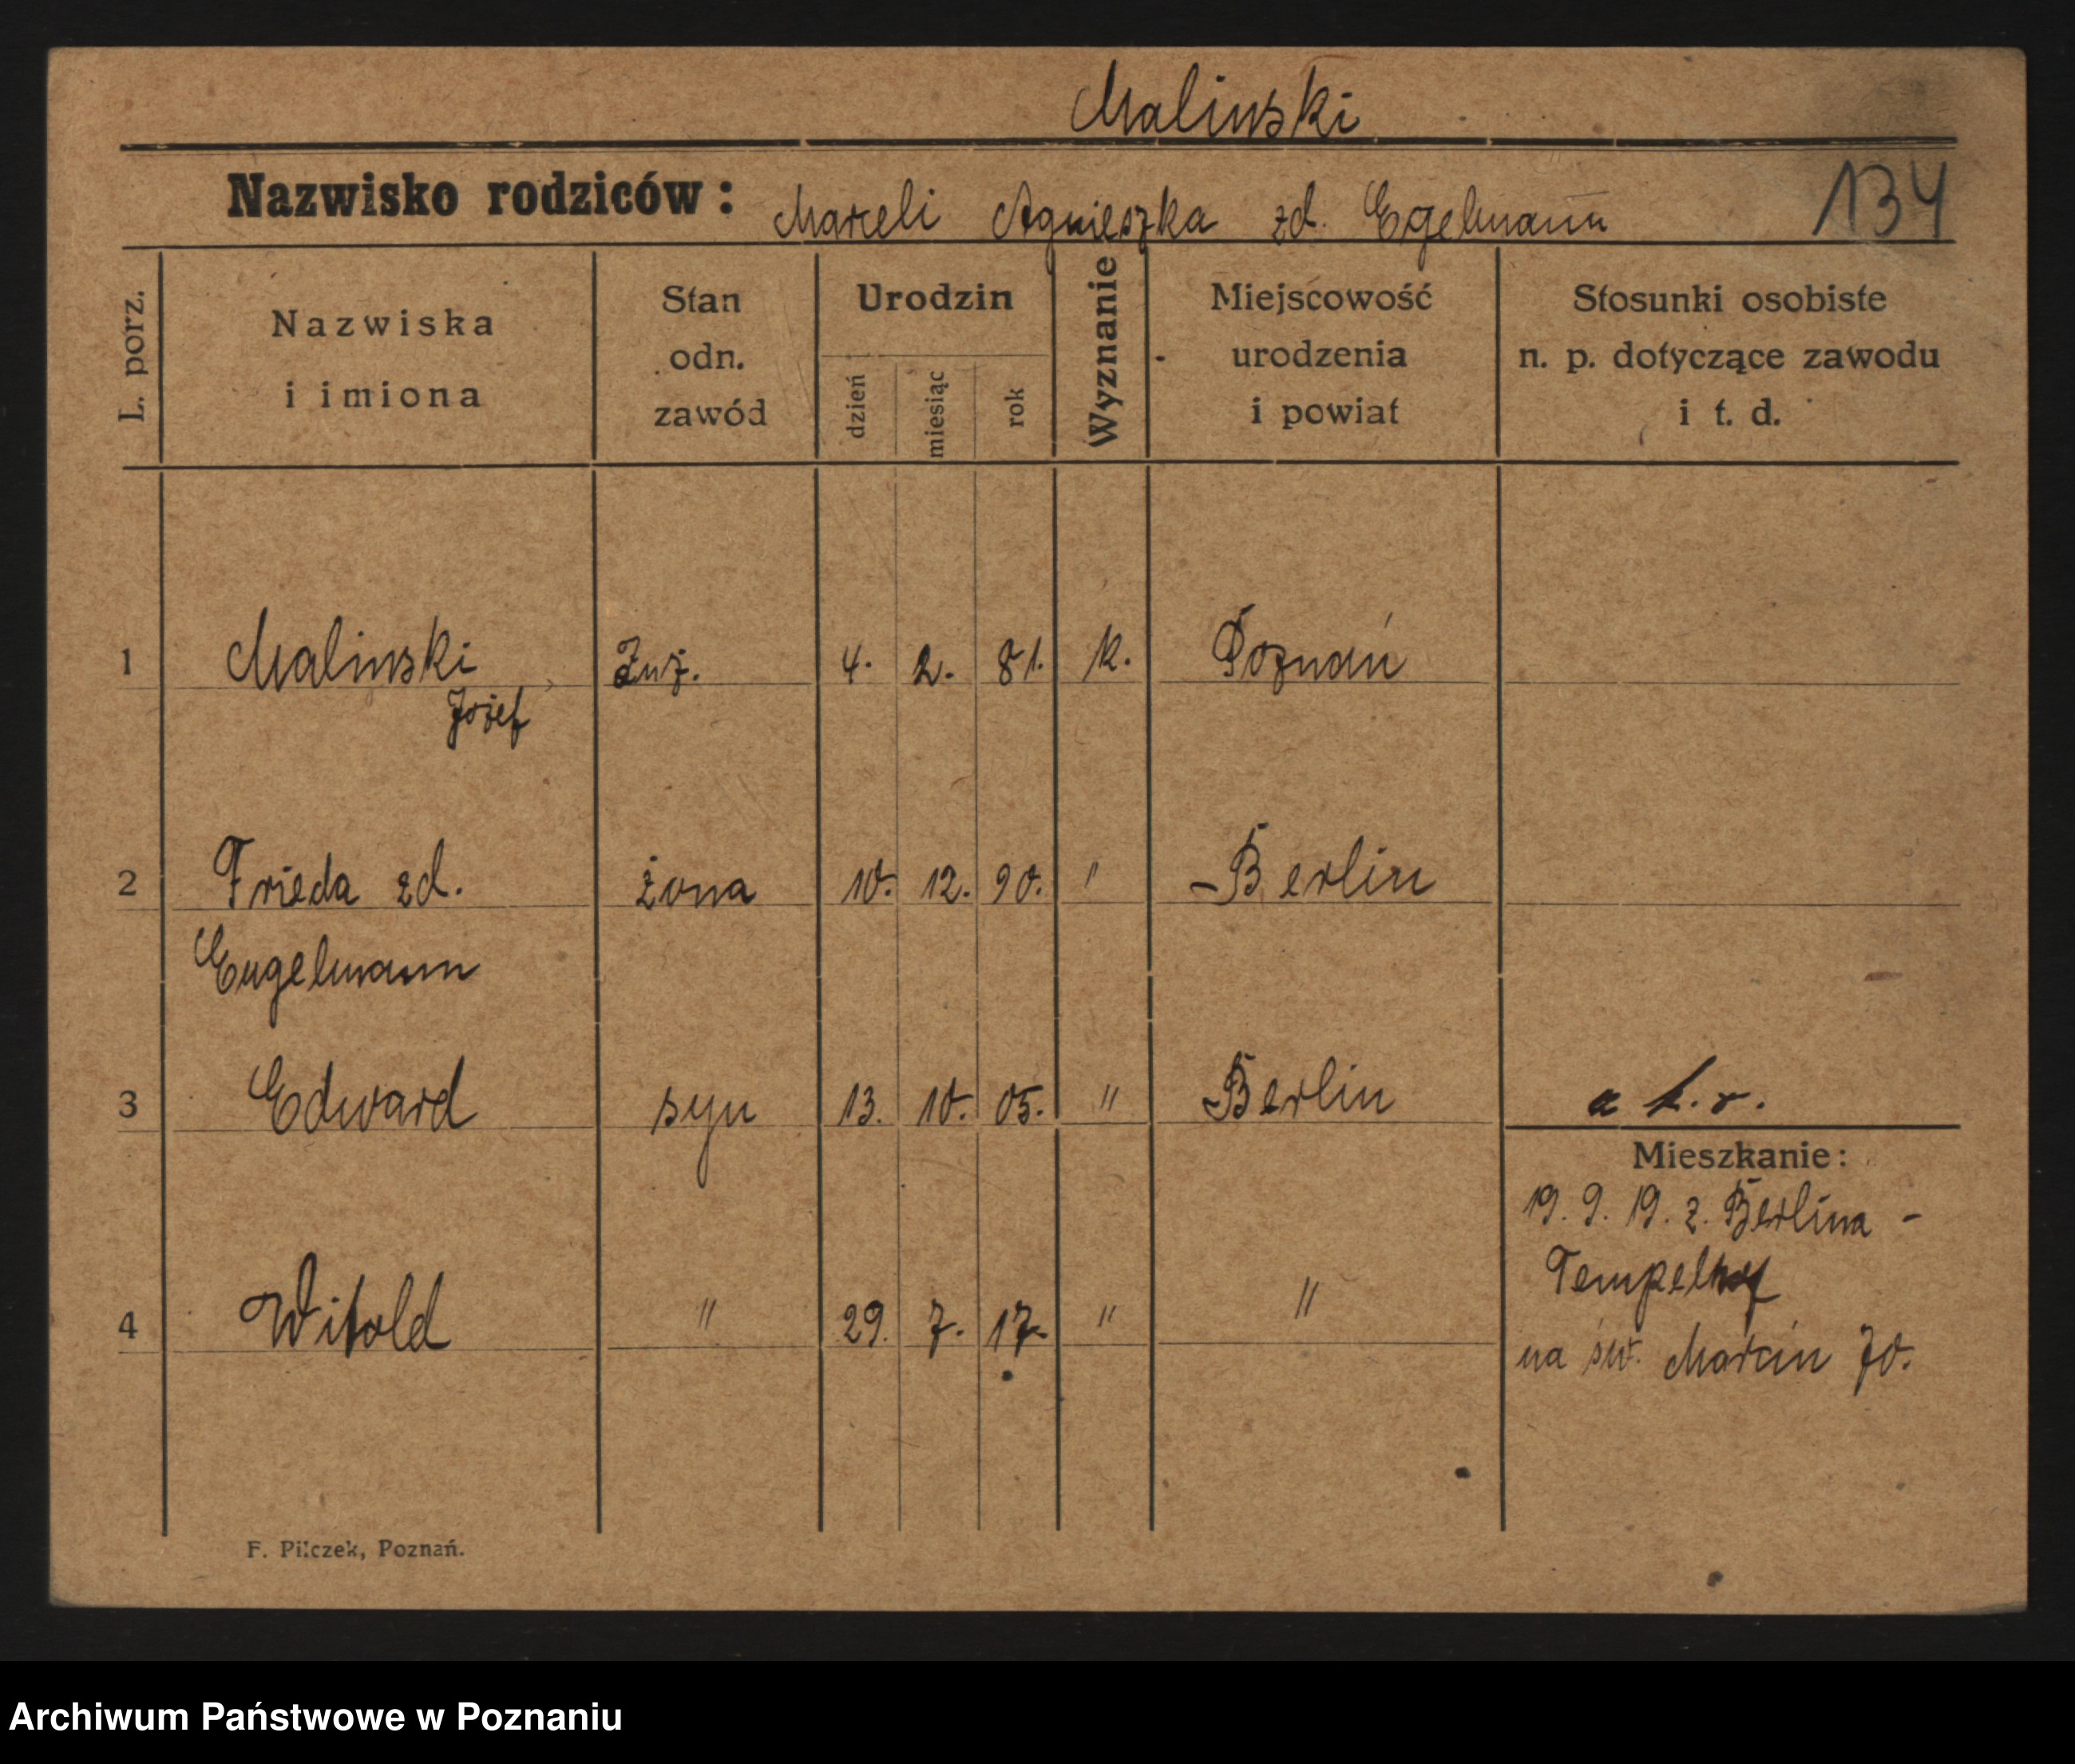 Malinski
Nazwisko rodziców: Marceli Agnieszka zd. Egelmann
134
L. porz.
Nazwiska
i imiona
Stan
odn.
zawód
Urodzin
dzień
miesiąc
rok
Wyznanie
Miejscowość
urodzenia
i powiat
Stosunki osobiste
n. p. dotyczące zawodu
i t. d.
1 Malinski 4. 2. 81. k. Poznań
Józef
2 Frieda zd. żona 10. 12. 90. " Berlin
Engelmann
3 Edward syn 13. 10. 05. " Berlin
Mieszkanie:
19. 9. 19. z. Berlina -
Tempelhof
4 Witold " 29. 7. 17. " "
na św. Marcin 70.
F. Pilczek, Poznań.
Archiwum Państwowe w Poznaniu